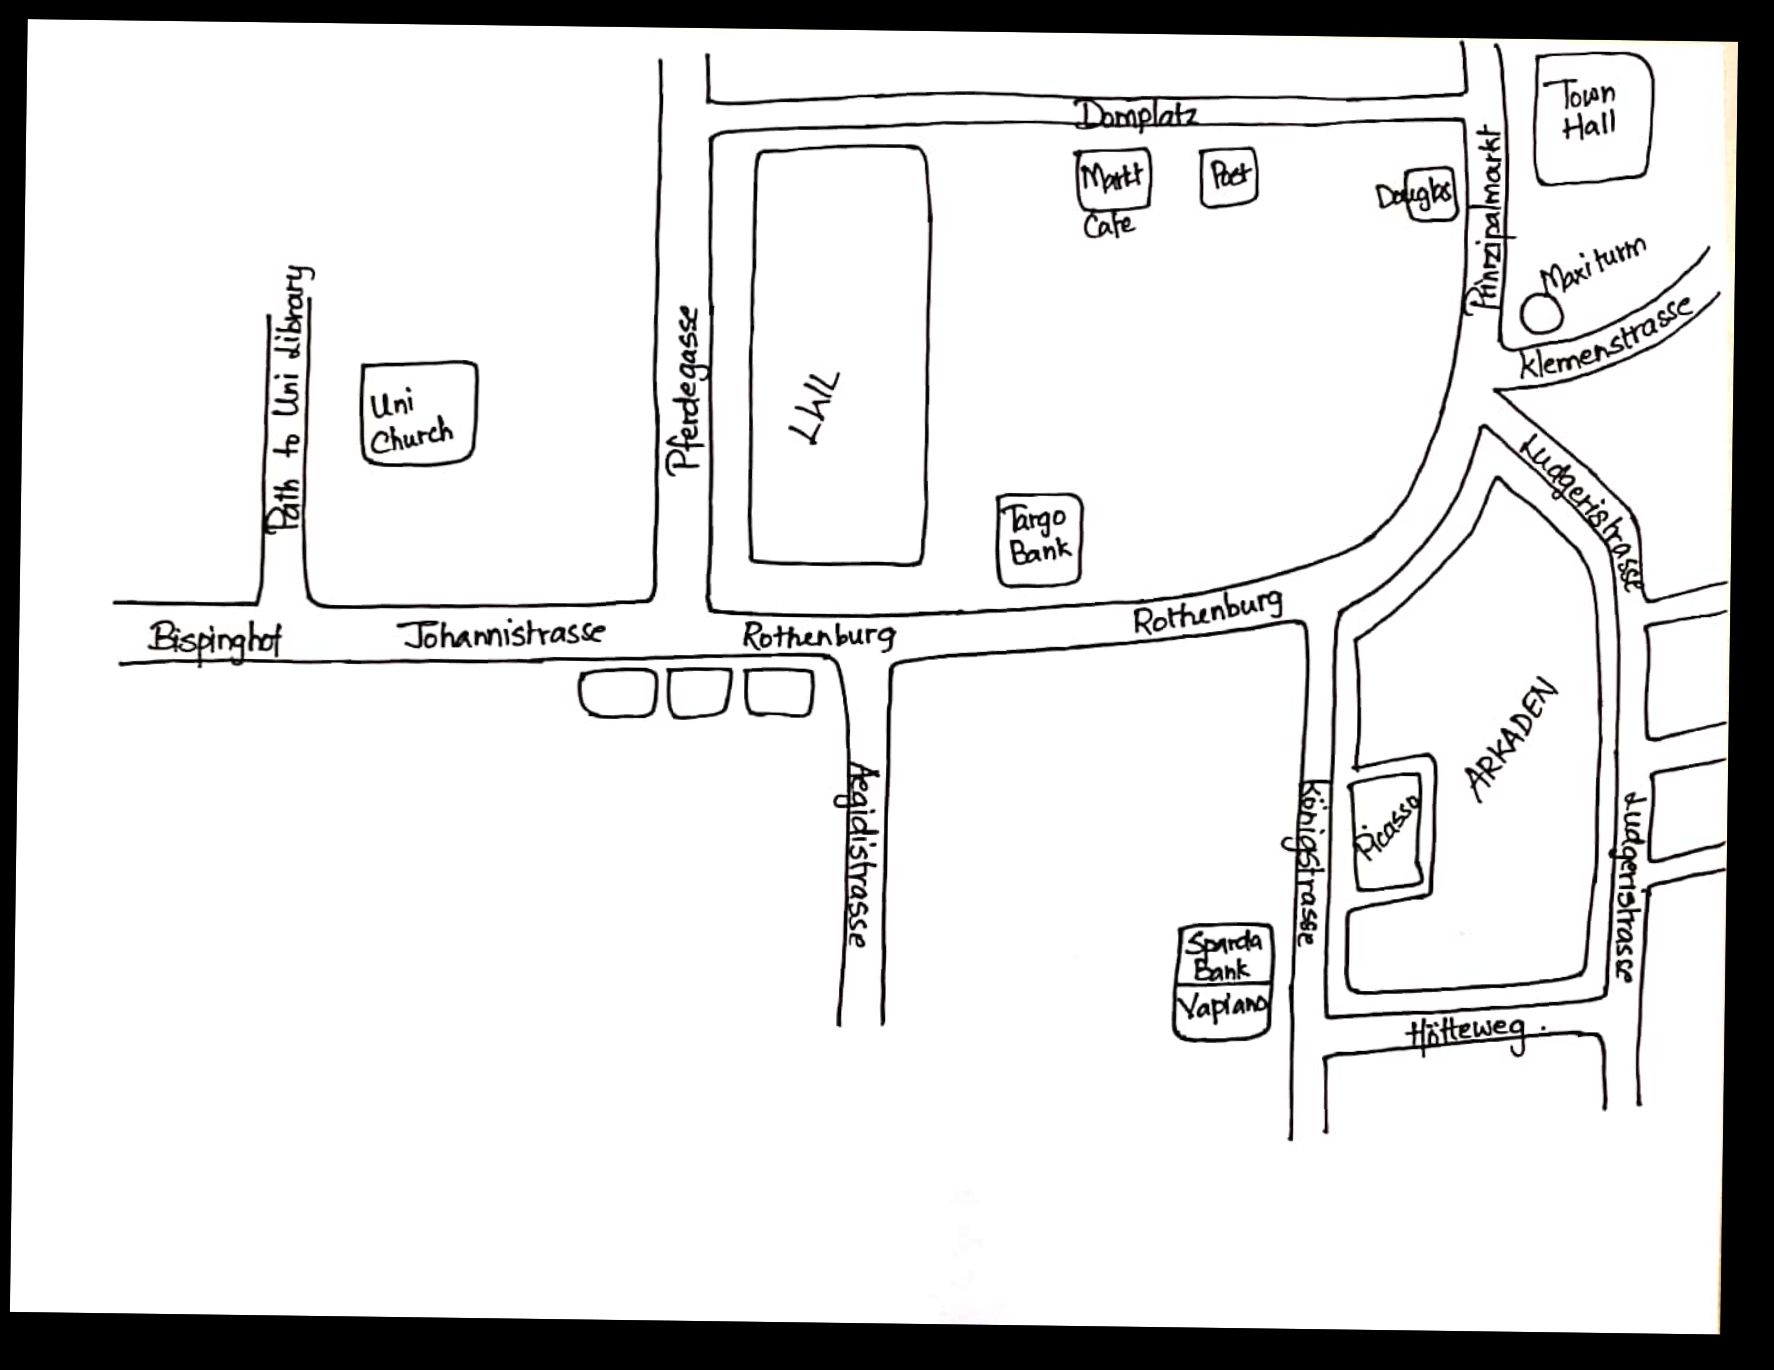 Domplatz
Town
Hall
Markt
Cafe
Post
Douglas
Prinzipalmarkt
Maxiturm
Klemenstrasse
Path to Uni Library
Uni
Church
Pferdegasse
LWL
Targo
Bank
Ludgeristrasse
Bispinghof
Johannistrasse
Rothenburg
Rothenburg
ARKADEN
Aegidistrasse
Königstrasse
Picasso
Ludgeristrasse
Sparda
Bank
Vapiano
Hötteweg.